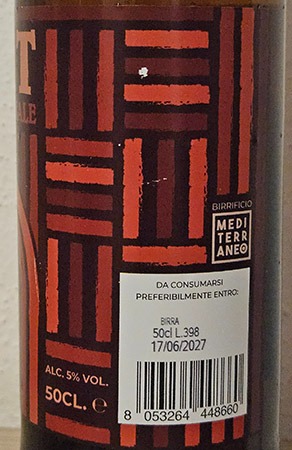 T
ALE
BIRRIFICIO
MEDI
TERR
ANEO
DA CONSUMARSI
PREFERIBILMENTE ENTRO:
BIRRA
50cl L.398
17/06/2027
ALC. 5% VOL.
50CL. ℮
8 053264 448660